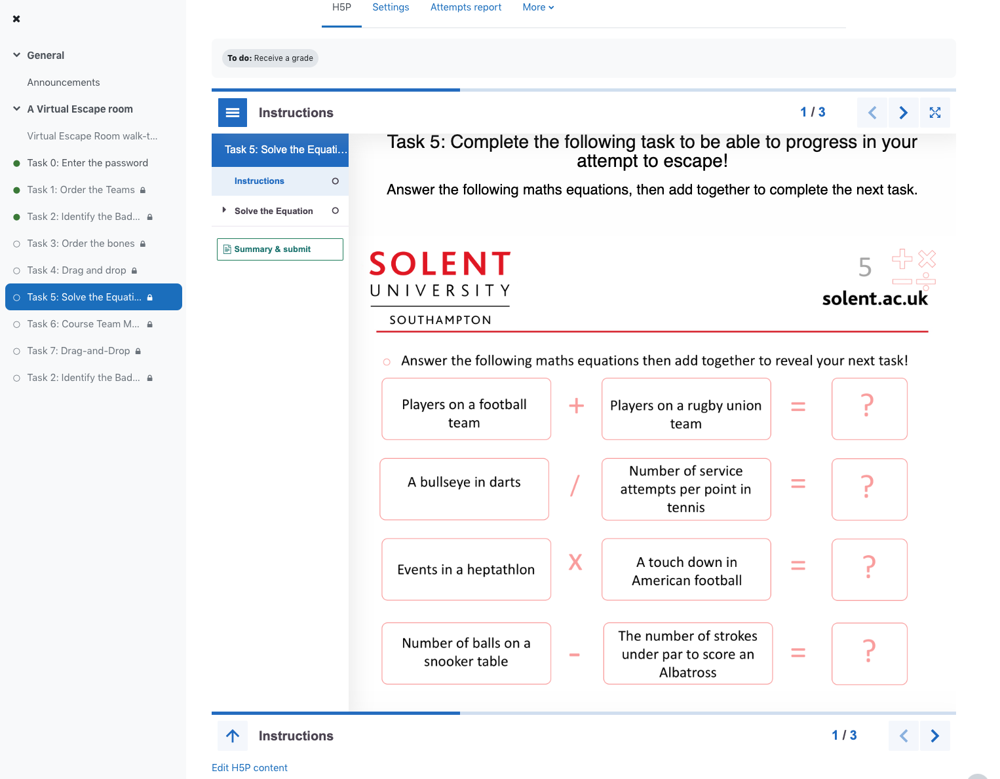 H5P Settings Attempts report More
To do: Receive a grade
General
Announcements
A Virtual Escape room
Virtual Escape Room walk-t...
Task 0: Enter the password
Task 1: Order the Teams
Task 2: Identify the Bad...
Task 3: Order the bones
Task 4: Drag and drop
Task 5: Solve the Equati...
Task 6: Course Team M...
Task 7: Drag-and-Drop
Task 2: Identify the Bad...
Instructions
1 / 3
Task 5: Solve the Equati...
Instructions
Solve the Equation
Summary & submit
Task 5: Complete the following task to be able to progress in your
attempt to escape!
Answer the following maths equations, then add together to complete the next task.
SOLENT
UNIVERSITY
SOUTHAMPTON
5
solent.ac.uk
Answer the following maths equations then add together to reveal your next task!
Players on a football
team
+
Players on a rugby union
team
=
?
A bullseye in darts
/
Number of service
attempts per point in
tennis
=
?
Events in a heptathlon
X
A touch down in
American football
=
?
Number of balls on a
snooker table
-
The number of strokes
under par to score an
Albatross
=
?
Instructions
1 / 3
Edit H5P content